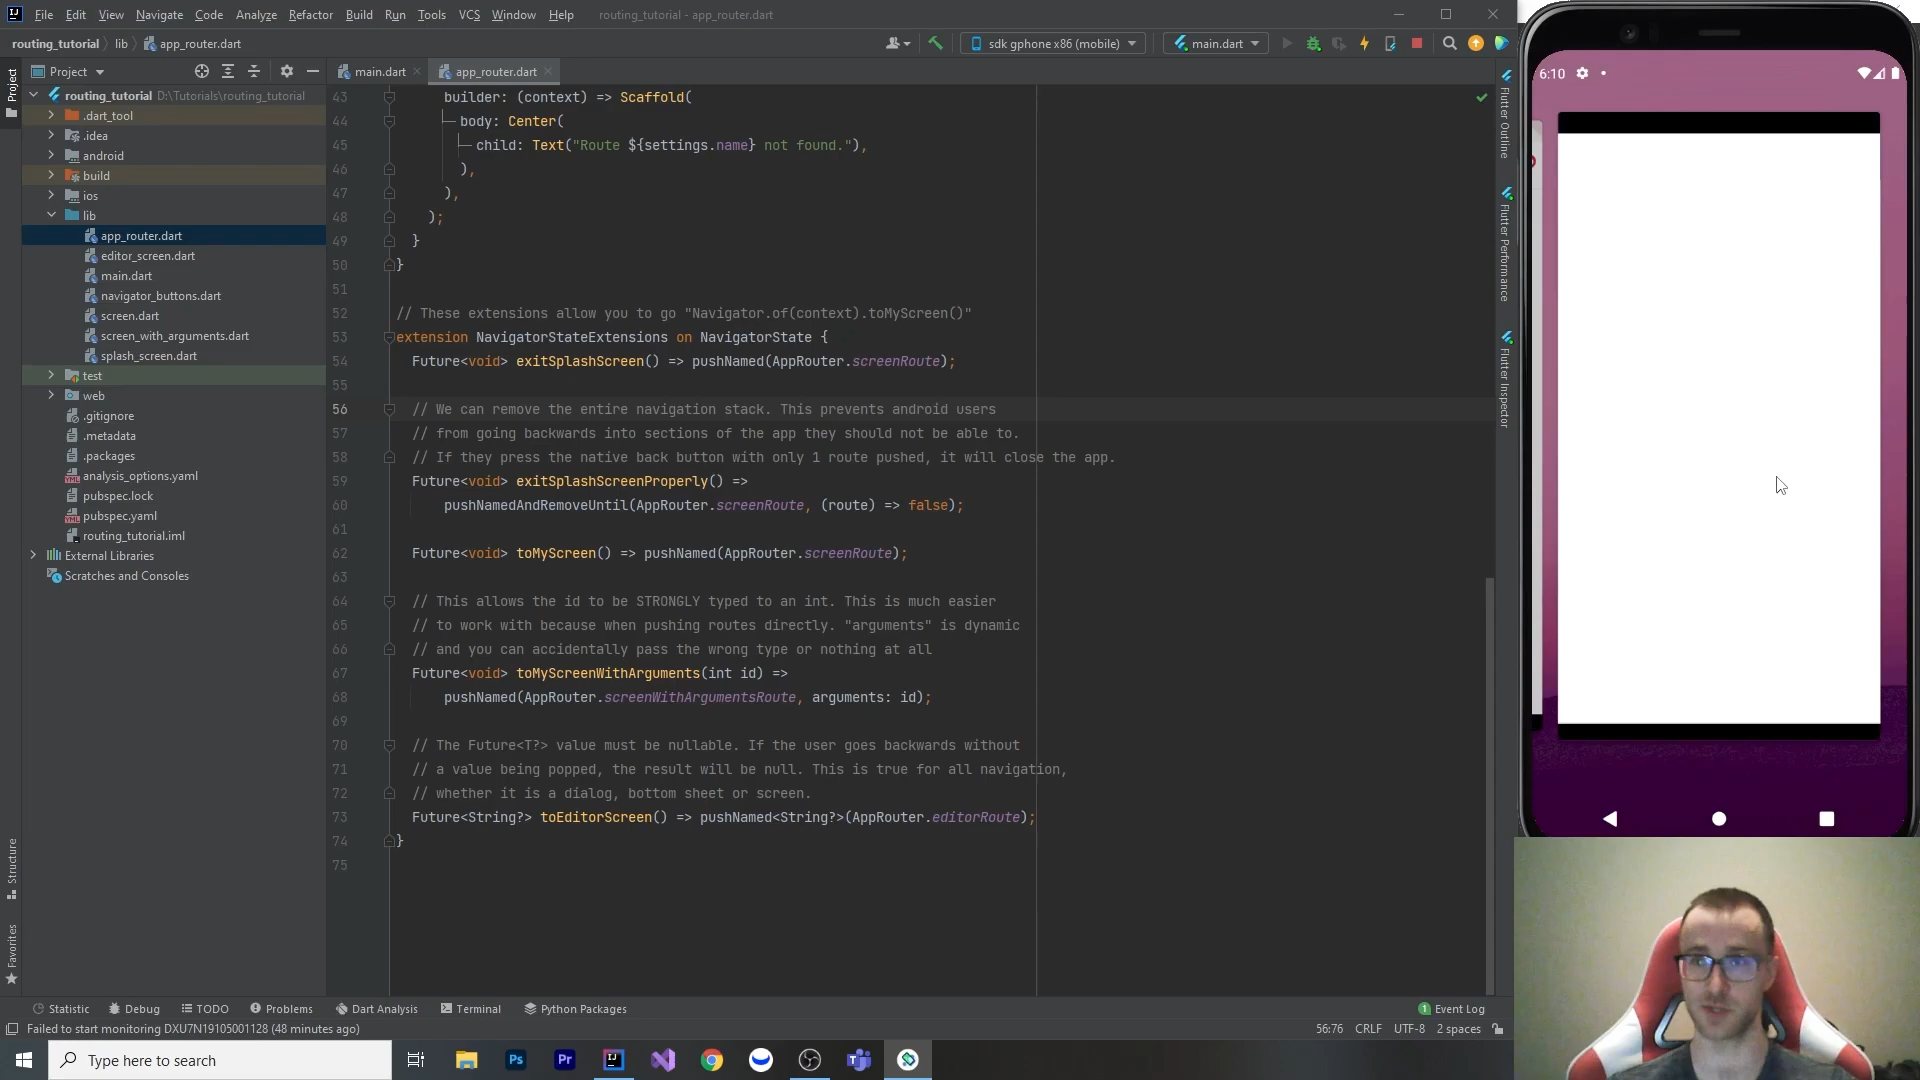 File Edit View Navigate Code Analyze Refactor Build Run Tools VCS Window Help routing_tutorial - app_router.dart
routing_tutorial lib app_router.dart
sdk gphone x86 (mobile) main.dart
Project
main.dart app_router.dart
Project
routing_tutorial D:\Tutorials\routing_tutorial
.dart_tool
.idea
android
build
ios
lib
app_router.dart
editor_screen.dart
main.dart
navigator_buttons.dart
screen.dart
screen_with_arguments.dart
splash_screen.dart
test
web
.gitignore
.metadata
.packages
analysis_options.yaml
pubspec.lock
pubspec.yaml
routing_tutorial.iml
External Libraries
Scratches and Consoles
Structure
Favorites
43 builder: (context) => Scaffold(
44 body: Center(
45 child: Text("Route ${settings.name} not found."),
46 ),
47 ),
48 );
49 }
50 }
51
52 // These extensions allow you to go "Navigator.of(context).toMyScreen()"
53 extension NavigatorStateExtensions on NavigatorState {
54 Future<void> exitSplashScreen() => pushNamed(AppRouter.screenRoute);
55
56 // We can remove the entire navigation stack. This prevents android users
57 // from going backwards into sections of the app they should not be able to.
58 // If they press the native back button with only 1 route pushed, it will close the app.
59 Future<void> exitSplashScreenProperly() =>
60 pushNamedAndRemoveUntil(AppRouter.screenRoute, (route) => false);
61
62 Future<void> toMyScreen() => pushNamed(AppRouter.screenRoute);
63
64 // This allows the id to be STRONGLY typed to an int. This is much easier
65 // to work with because when pushing routes directly. "arguments" is dynamic
66 // and you can accidentally pass the wrong type or nothing at all
67 Future<void> toMyScreenWithArguments(int id) =>
68 pushNamed(AppRouter.screenWithArgumentsRoute, arguments: id);
69
70 // The Future<T?> value must be nullable. If the user goes backwards without
71 // a value being popped, the result will be null. This is true for all navigation,
72 // whether it is a dialog, bottom sheet or screen.
73 Future<String?> toEditorScreen() => pushNamed<String?>(AppRouter.editorRoute);
74 }
75
Flutter Outline
Flutter Performance
Flutter Inspector
6:10
Statistic Debug TODO Problems Dart Analysis Terminal Python Packages 1 Event Log
Failed to start monitoring DXU7N19105001128 (48 minutes ago) 56:76 CRLF UTF-8 2 spaces
Type here to search Ps Pr